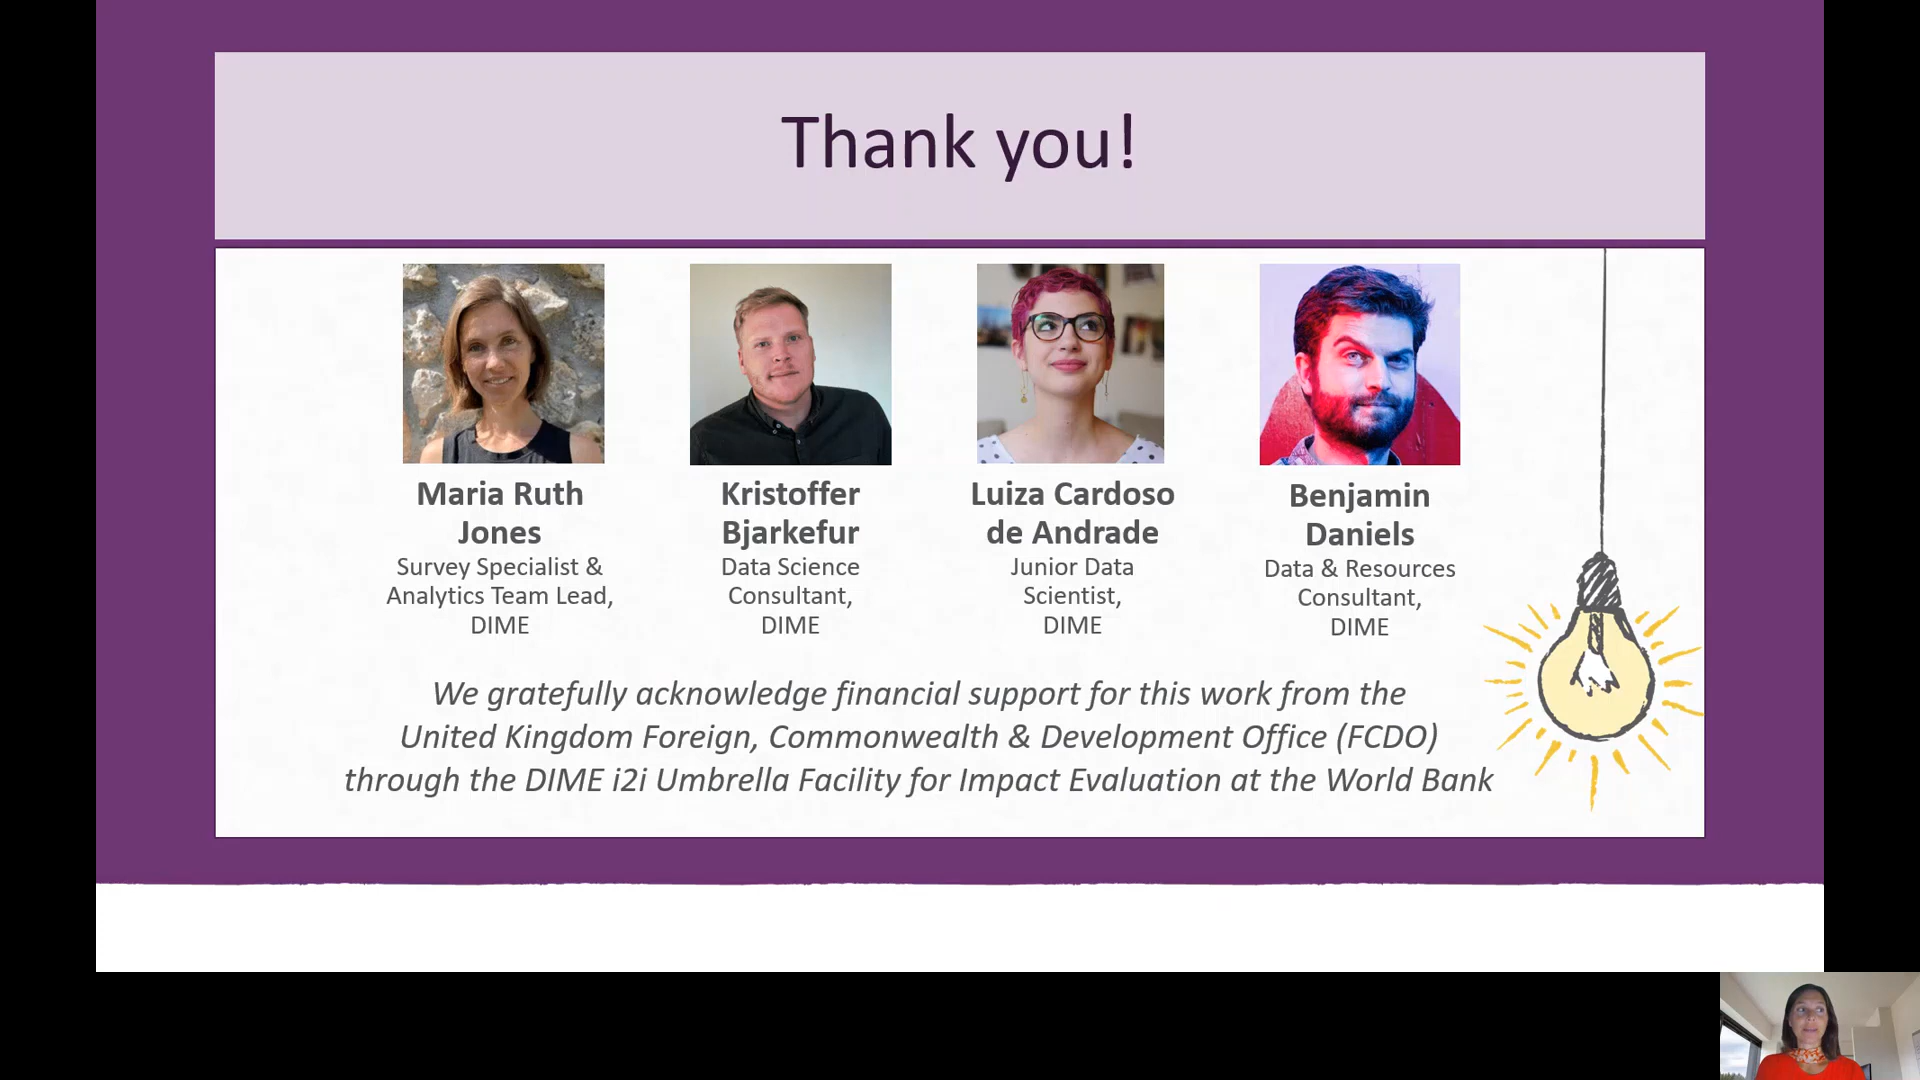 Thank you!
Maria Ruth
Jones
Survey Specialist &
Analytics Team Lead,
DIME
Kristoffer
Bjarkefur
Data Science
Consultant,
DIME
Luiza Cardoso
de Andrade
Junior Data
Scientist,
DIME
Benjamin
Daniels
Data & Resources
Consultant,
DIME
We gratefully acknowledge financial support for this work from the
United Kingdom Foreign, Commonwealth & Development Office (FCDO)
through the DIME i2i Umbrella Facility for Impact Evaluation at the World Bank